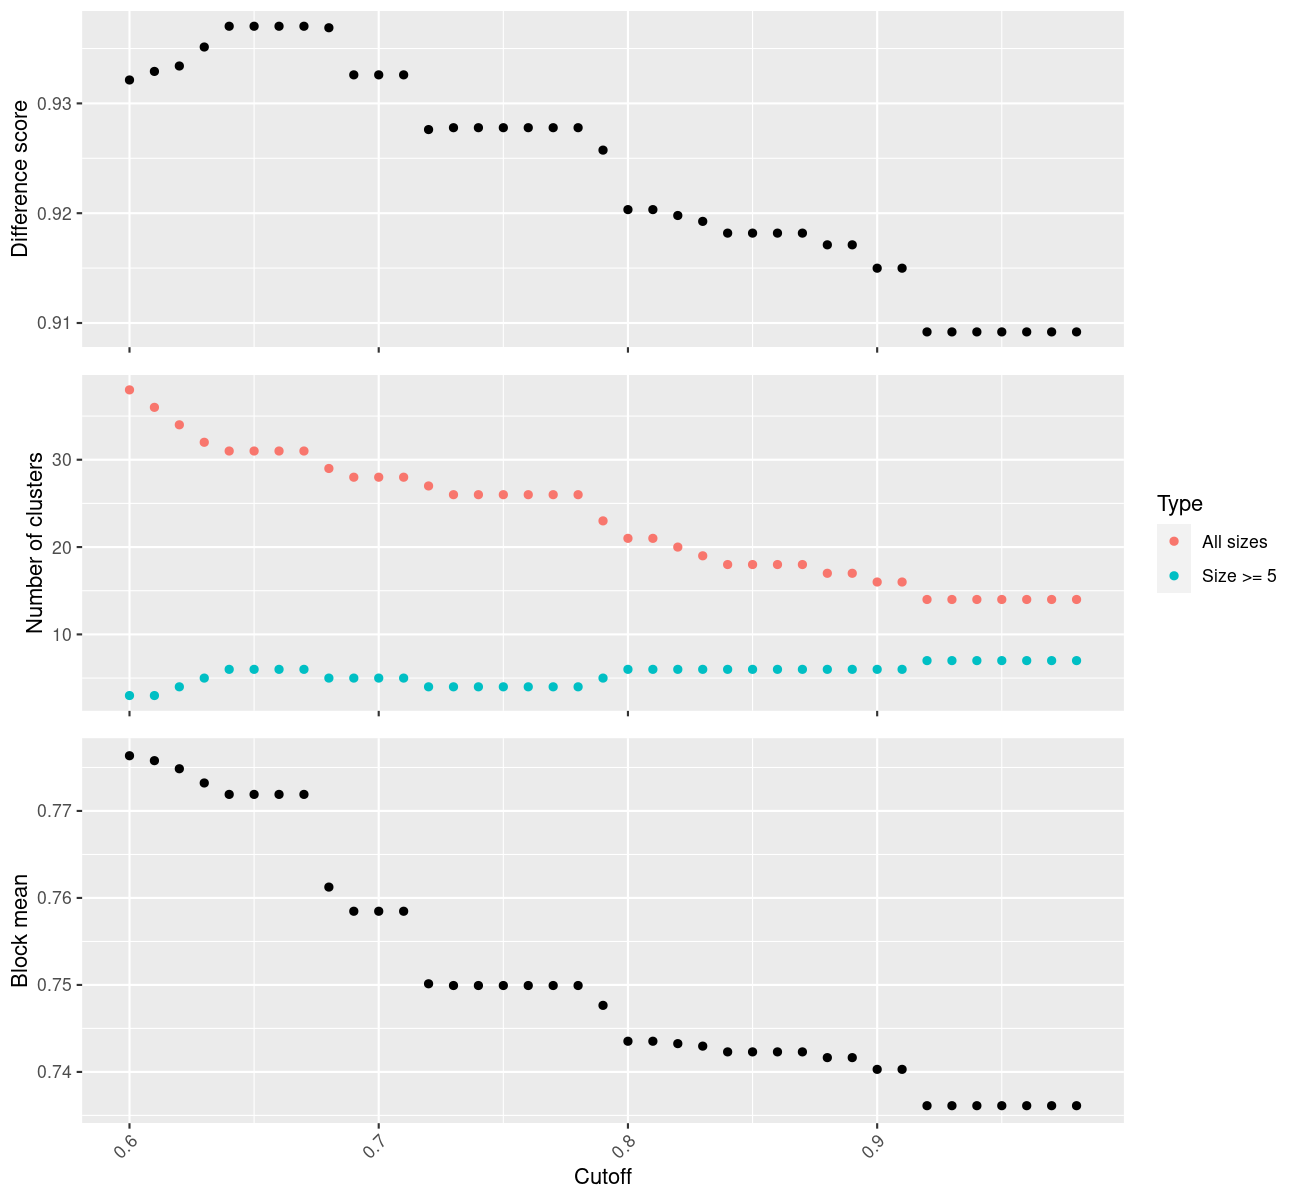 Difference score
0.93
0.92
0.91
Number of clusters
30
20
10
Type
All sizes
Size >= 5
Block mean
0.77
0.76
0.75
0.74
0.6
0.7
0.8
0.9
Cutoff